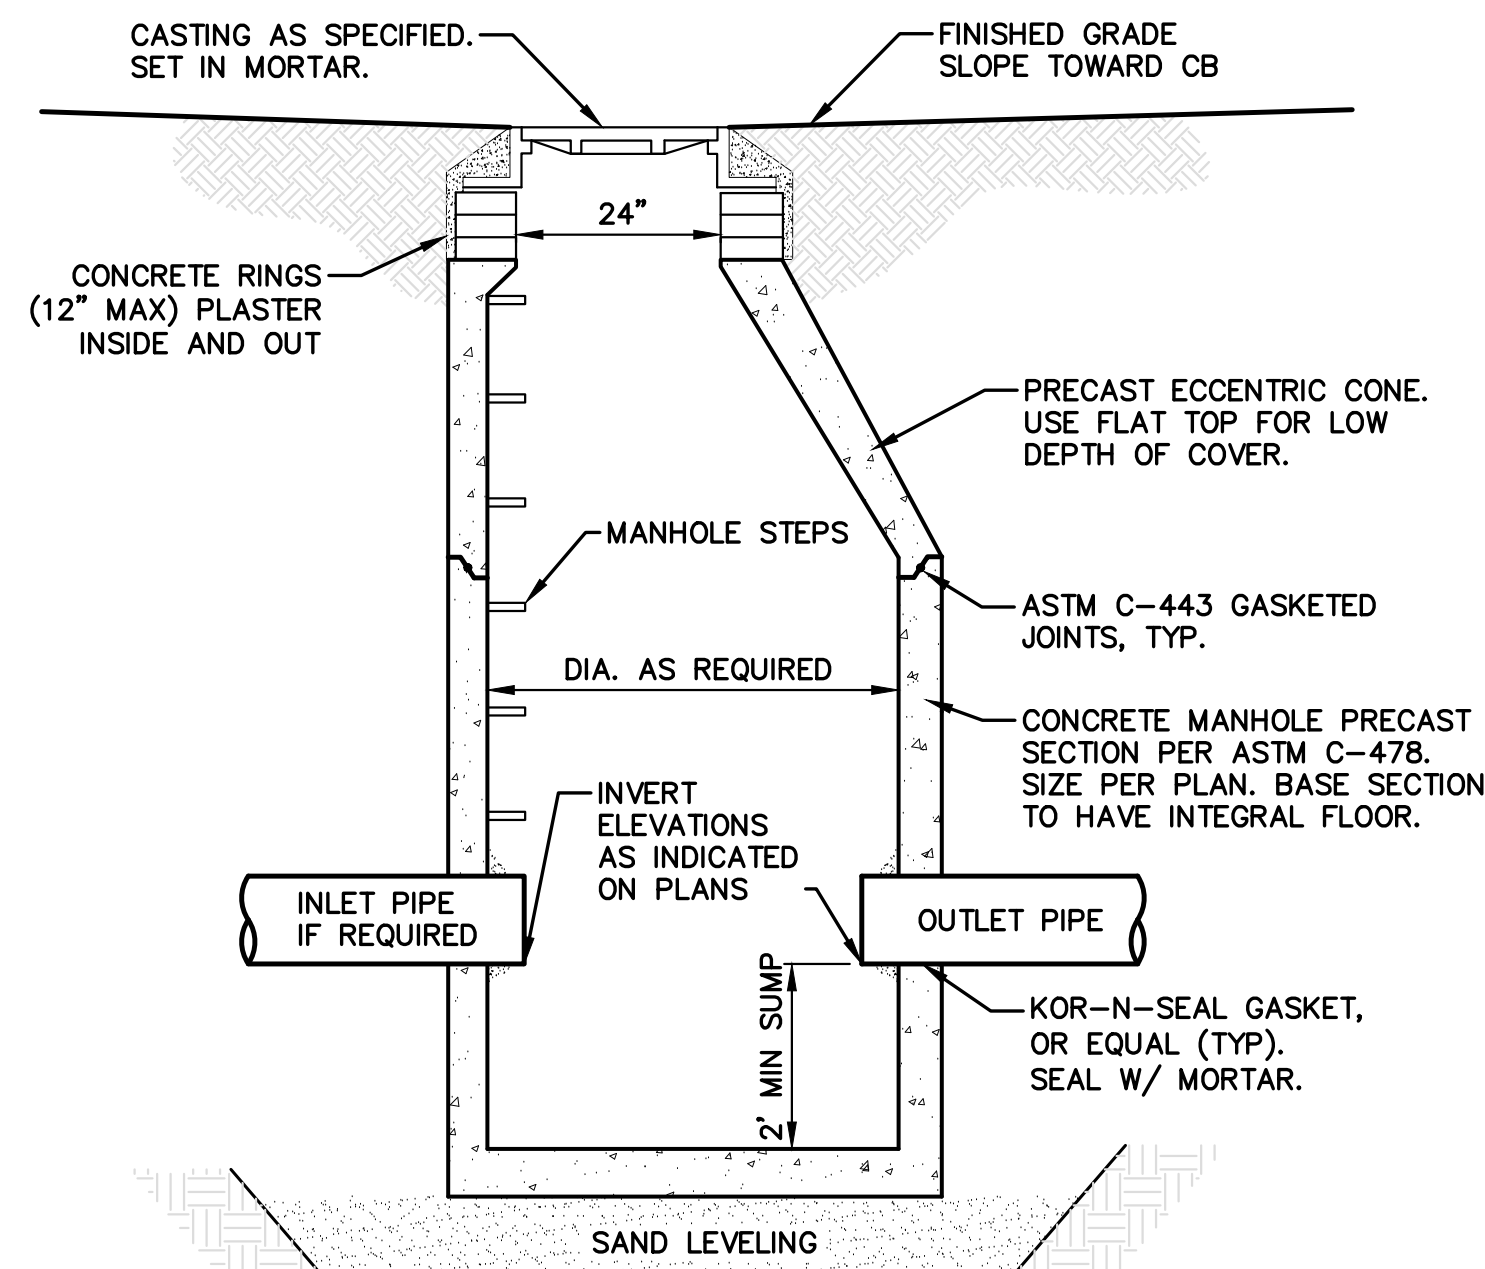 CASTING AS SPECIFIED.
SET IN MORTAR.
FINISHED GRADE
SLOPE TOWARD CB
24"
CONCRETE RINGS
(12" MAX) PLASTER
INSIDE AND OUT
PRECAST ECCENTRIC CONE.
USE FLAT TOP FOR LOW
DEPTH OF COVER.
MANHOLE STEPS
ASTM C-443 GASKETED
JOINTS, TYP.
DIA. AS REQUIRED
CONCRETE MANHOLE PRECAST
SECTION PER ASTM C-478.
SIZE PER PLAN. BASE SECTION
TO HAVE INTEGRAL FLOOR.
INVERT
ELEVATIONS
AS INDICATED
ON PLANS
INLET PIPE
IF REQUIRED
OUTLET PIPE
2' MIN SUMP
KOR-N-SEAL GASKET,
OR EQUAL (TYP).
SEAL W/ MORTAR.
SAND LEVELING